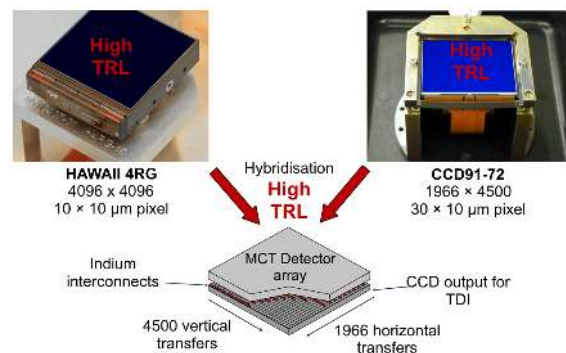 High
TRL
High
TRL
HAWAII 4RG
4096 x 4096
10 × 10 µm pixel
Hybridisation
High
TRL
CCD91-72
1966 × 4500
30 × 10 µm pixel
MCT Detector
array
Indium
interconnects
CCD output for
TDI
4500 vertical
transfers
1966 horizontal
transfers